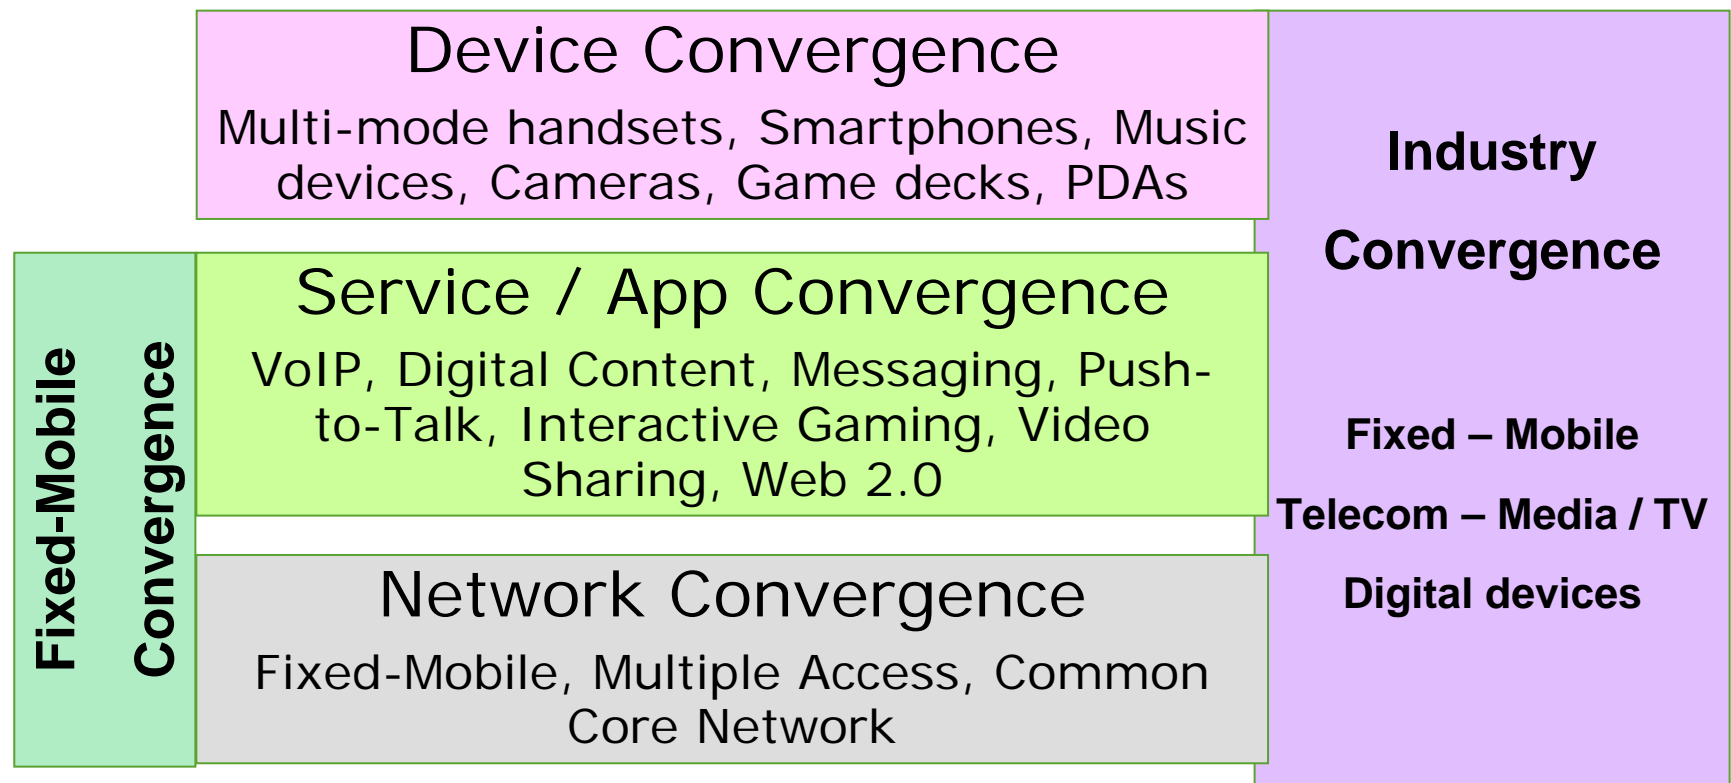 Device Convergence
Multi-mode handsets, Smartphones, Music
devices, Cameras, Game decks, PDAs
Service / App Convergence
VoIP, Digital Content, Messaging, Push-
to-Talk, Interactive Gaming, Video
Sharing, Web 2.0
Network Convergence
Fixed-Mobile, Multiple Access, Common
Core Network
Fixed-Mobile
Convergence
Industry
Convergence
Fixed – Mobile
Telecom – Media / TV
Digital devices